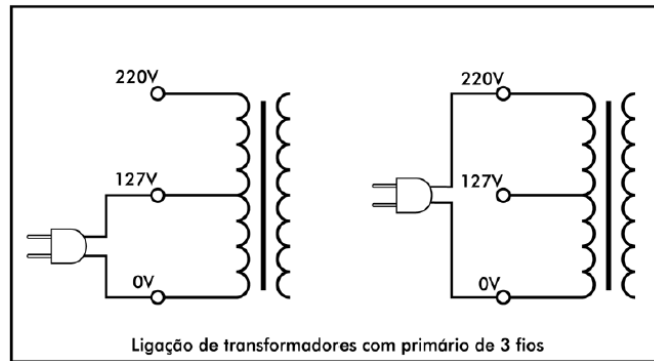 220V
127V
0V
220V
127V
0V
Ligação de transformadores com primário de 3 fios